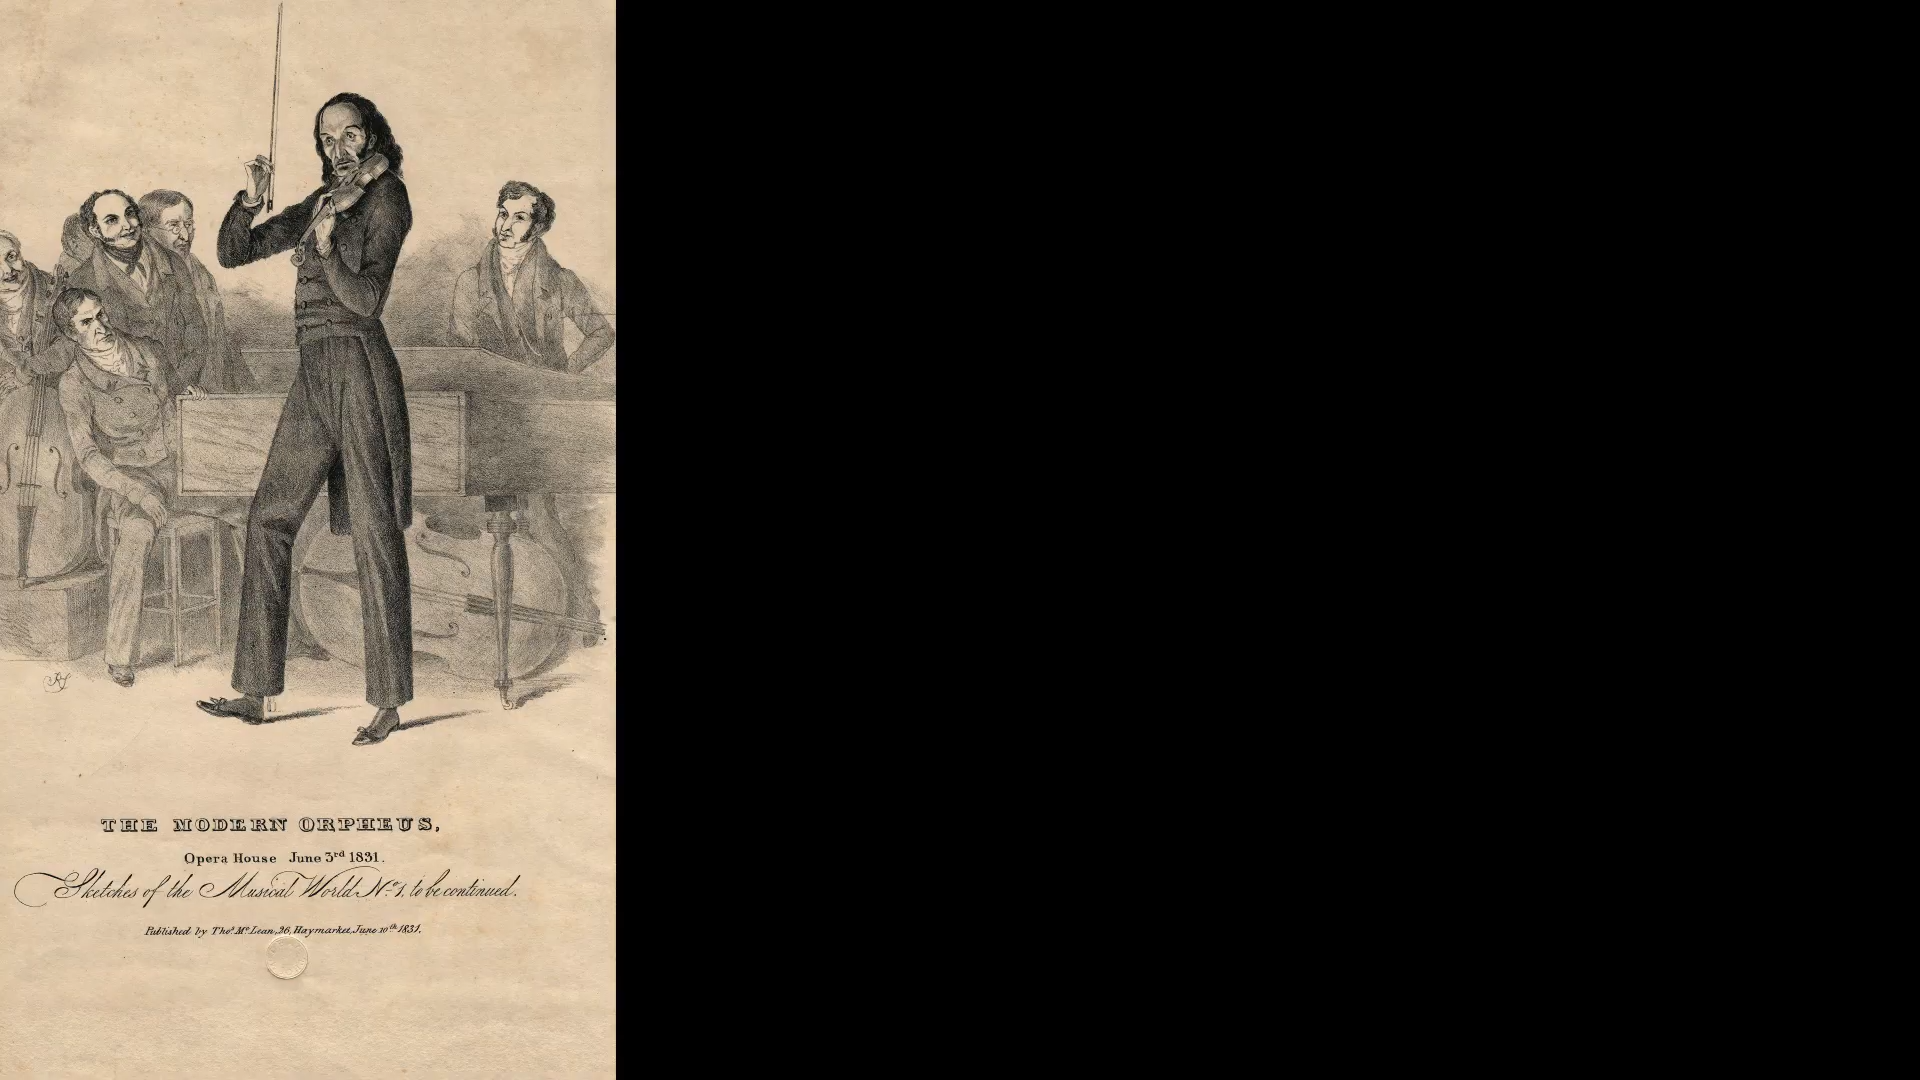 THE MODERN ORPHEUS,
Opera House June 3rd 1831.
Sketches of the Musical World No. 1. to be continued.
Published by Thos. Mc.Lean, 26, Haymarket, June 10th 1831.